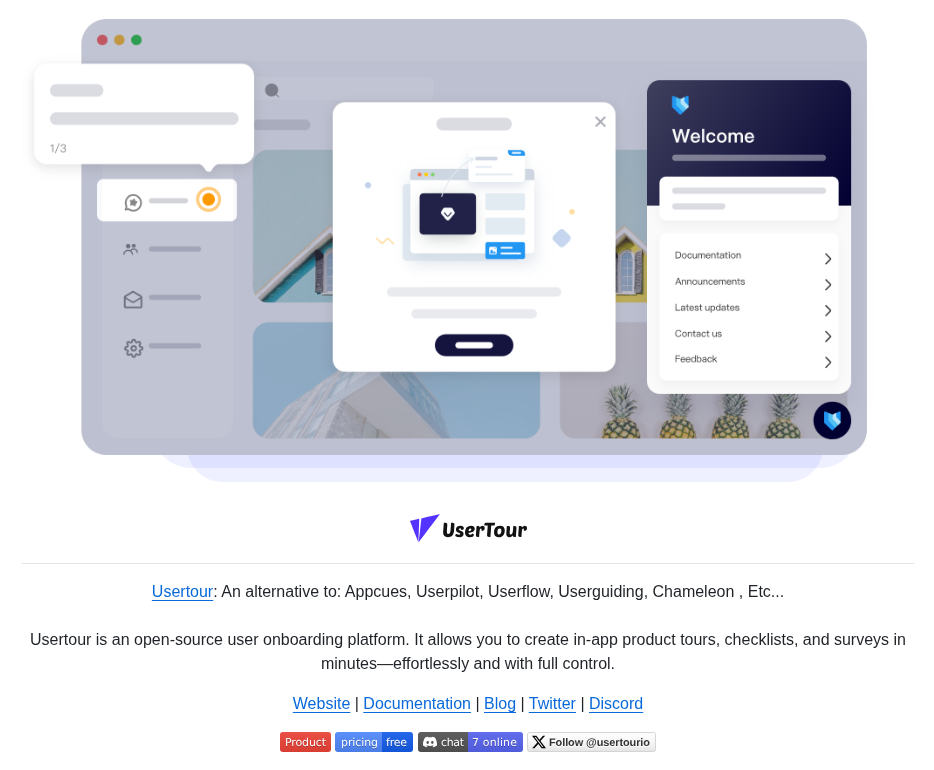 1/3
Welcome
Documentation
Announcements
Latest updates
Contact us
Feedback
UserTour
Usertour: An alternative to: Appcues, Userpilot, Userflow, Userguiding, Chameleon , Etc...
Usertour is an open-source user onboarding platform. It allows you to create in-app product tours, checklists, and surveys in
minutes—effortlessly and with full control.
Website | Documentation | Blog | Twitter | Discord
Product pricing free chat 7 online Follow @usertourio